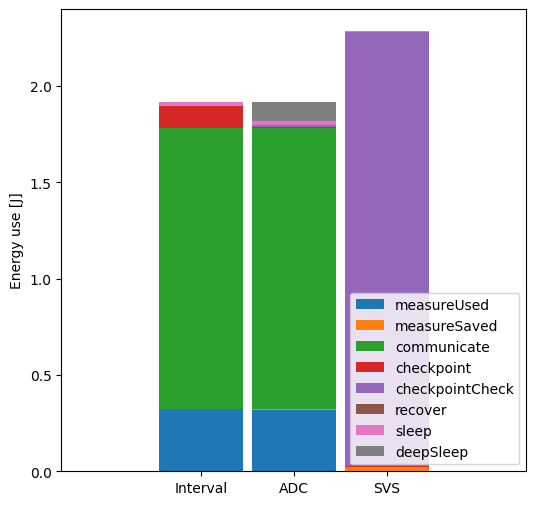 Energy use [J]
2.0
1.5
1.0
0.5
0.0
measureUsed
measureSaved
communicate
checkpoint
checkpointCheck
recover
sleep
deepSleep
Interval
ADC
SVS